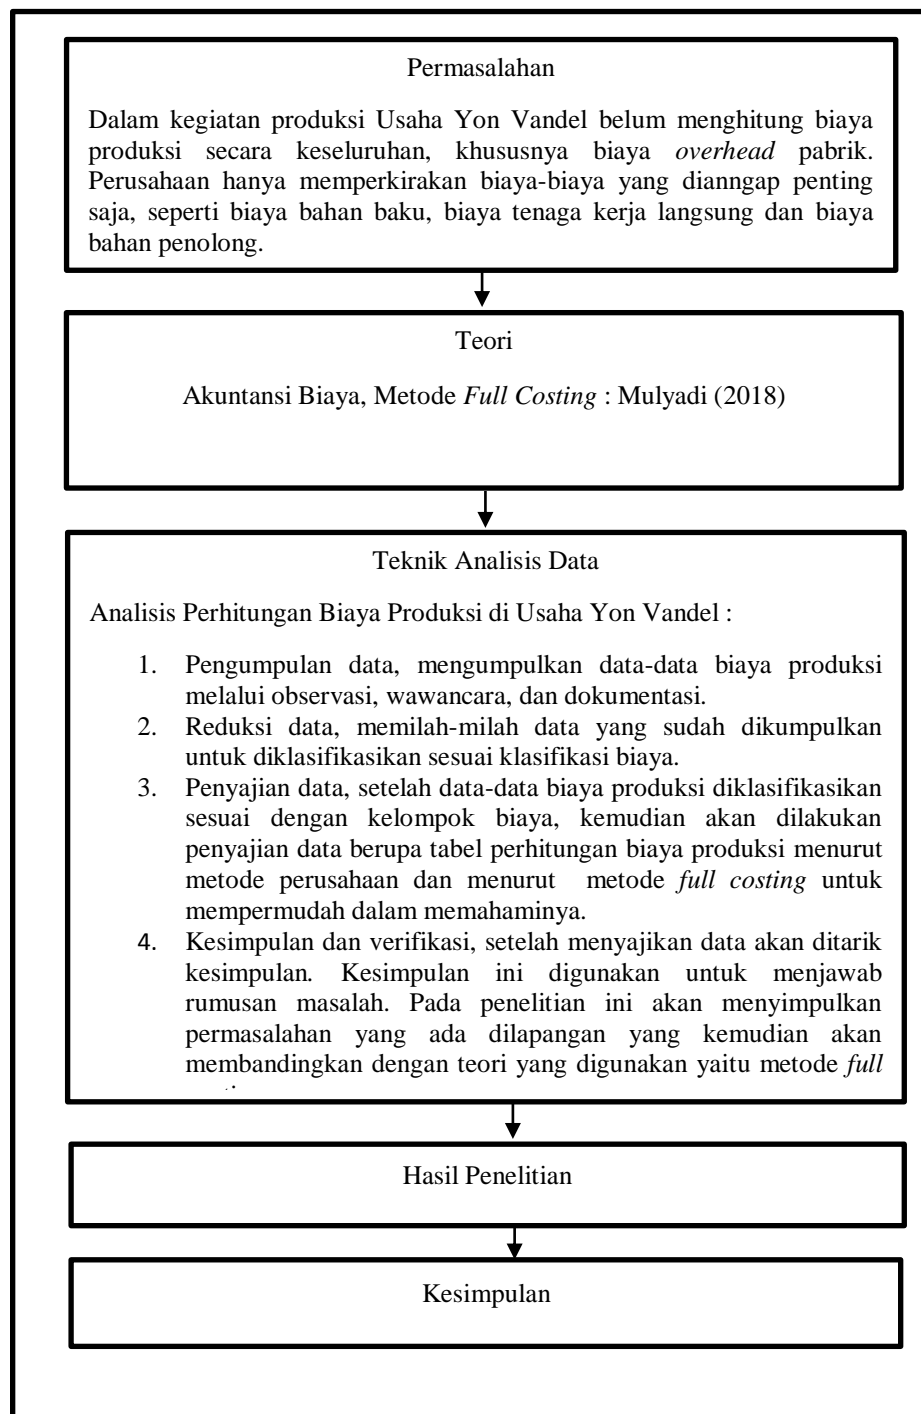 Permasalahan
Dalam kegiatan produksi Usaha Yon Vandel belum menghitung biaya
produksi secara keseluruhan, khususnya biaya overhead pabrik.
Perusahaan hanya memperkirakan biaya-biaya yang dianngap penting
saja, seperti biaya bahan baku, biaya tenaga kerja langsung dan biaya
bahan penolong.
Teori
Akuntansi Biaya, Metode Full Costing : Mulyadi (2018)
Teknik Analisis Data
Analisis Perhitungan Biaya Produksi di Usaha Yon Vandel :
1. Pengumpulan data, mengumpulkan data-data biaya produksi
melalui observasi, wawancara, dan dokumentasi.
2. Reduksi data, memilah-milah data yang sudah dikumpulkan
untuk diklasifikasikan sesuai klasifikasi biaya.
3. Penyajian data, setelah data-data biaya produksi diklasifikasikan
sesuai dengan kelompok biaya, kemudian akan dilakukan
penyajian data berupa tabel perhitungan biaya produksi menurut
metode perusahaan dan menurut metode full costing untuk
mempermudah dalam memahaminya.
4. Kesimpulan dan verifikasi, setelah menyajikan data akan ditarik
kesimpulan. Kesimpulan ini digunakan untuk menjawab
rumusan masalah. Pada penelitian ini akan menyimpulkan
permasalahan yang ada dilapangan yang kemudian akan
membandingkan dengan teori yang digunakan yaitu metode full
Hasil Penelitian
Kesimpulan